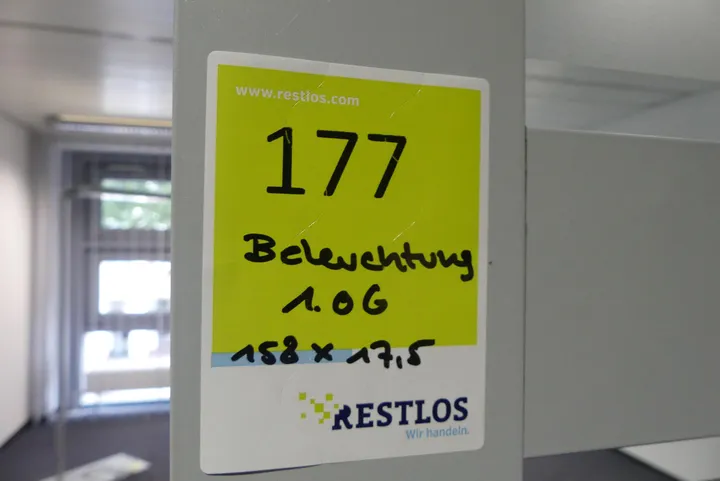 www.restlos.com
177
Beleuchtung
1. OG
158 x 17,5
RESTLOS
Wir handeln.